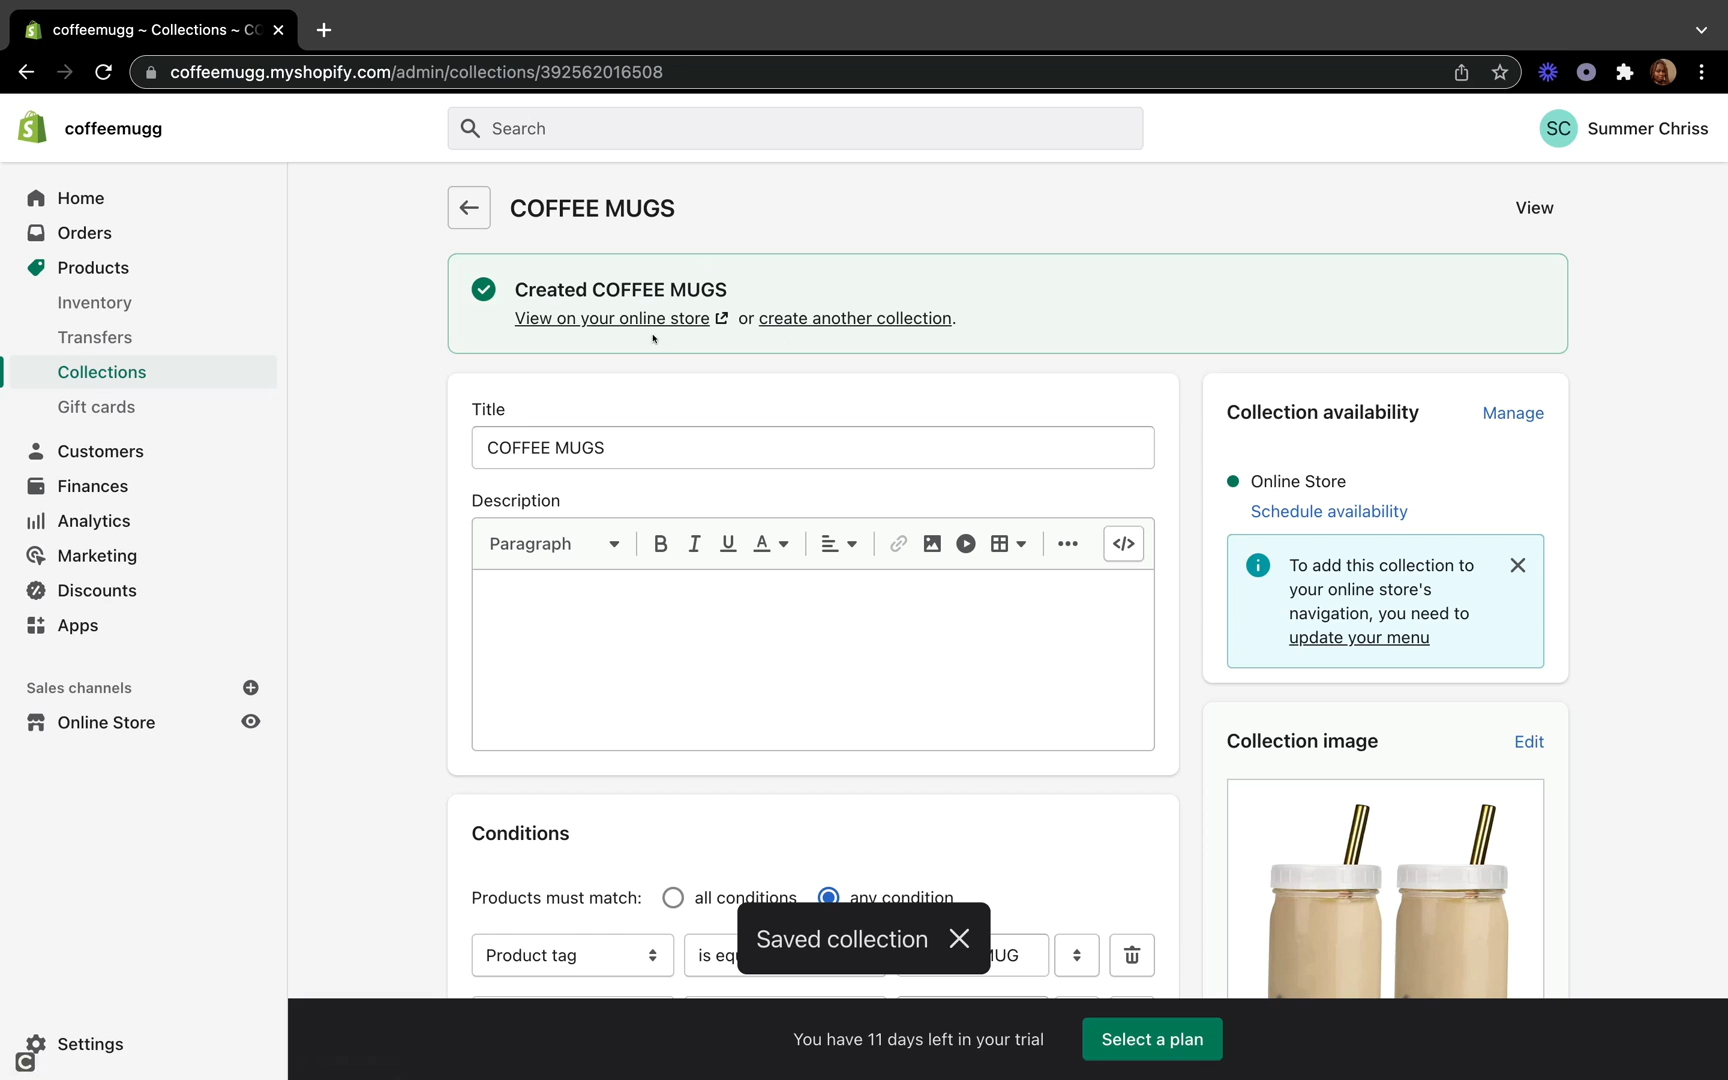 coffeemugg ~ Collections ~ CO
coffeemugg.myshopify.com/admin/collections/392562016508
coffeemugg
Search
SC
Summer Chriss
Home
Orders
Products
Inventory
Transfers
Collections
Gift cards
Customers
Finances
Analytics
Marketing
Discounts
Apps
Sales channels
Online Store
Settings
COFFEE MUGS
View
Created COFFEE MUGS
View on your online store or create another collection.
Title
COFFEE MUGS
Description
Paragraph
B I U A
</>
Conditions
Products must match: all conditions any condition
Product tag
is equ
MUG
Collection availability
Manage
Online Store
Schedule availability
To add this collection to
your online store's
navigation, you need to
update your menu
Collection image
Edit
Saved collection
You have 11 days left in your trial
Select a plan